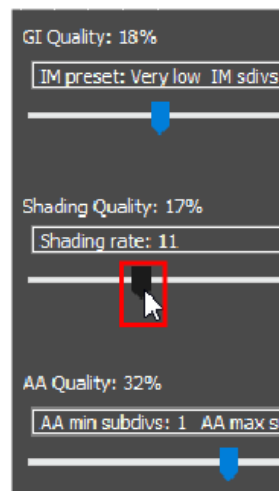 GI Quality: 18%
IM preset: Very low IM sdivs
Shading Quality: 17%
Shading rate: 11
AA Quality: 32%
AA min subdivs: 1 AA max s